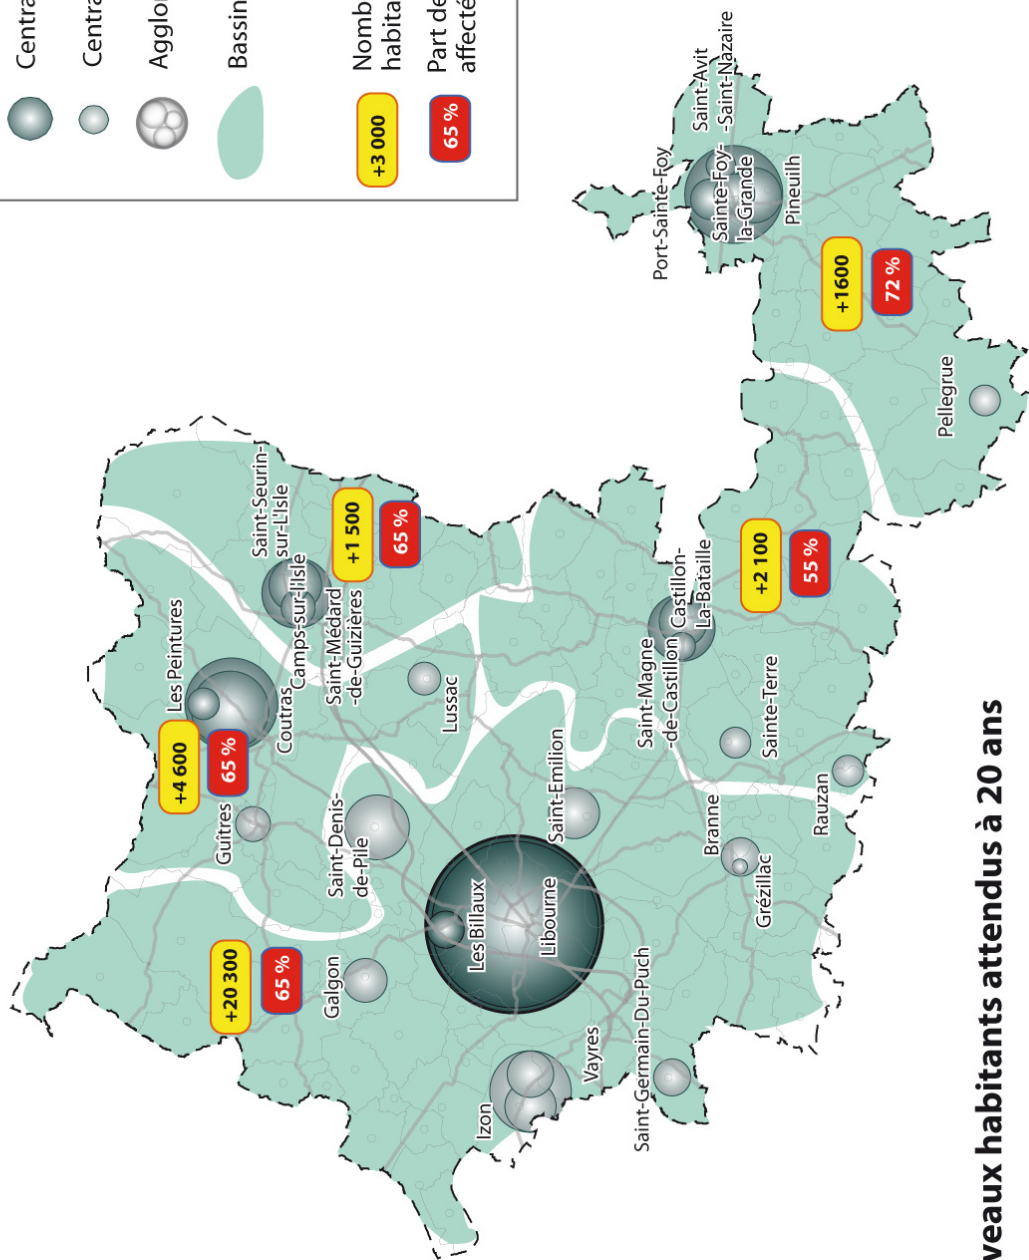 Centra
Centra
Agglon
Bassin
+3 000
Nomb
habita
65 %
Part de
affecté
Saint-Avit
-Saint-Nazaire
Port-Sainte-Foy
Sainte-Foy-
la-Grande
Pineuilh
+1600
72 %
Pellegrue
Saint-Seurin-
sur-L'Isle
+1 500
65 %
Camps-sur-l'Isle
Saint-Médard
-de-Guizières
Les Peintures
Coutras
+4 600
65 %
Guîtres
Lussac
Castillon-
La-Bataille
+2 100
55 %
Saint-Magne
-de-Castillon
Sainte-Terre
Rauzan
Saint-Denis-
de-Pile
Saint-Emilion
Branne
Grézillac
+20 300
65 %
Galgon
Les Billaux
Libourne
Izon
Vayres
Saint-Germain-Du-Puch
veaux habitants attendus à 20 ans